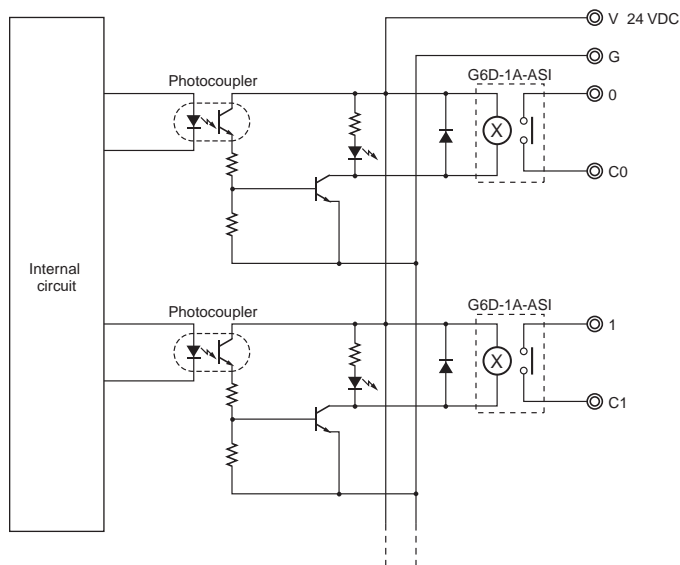 V 24 VDC
G
Photocoupler
G6D-1A-ASI
0
X
C0
Internal
circuit
Photocoupler
G6D-1A-ASI
1
X
C1